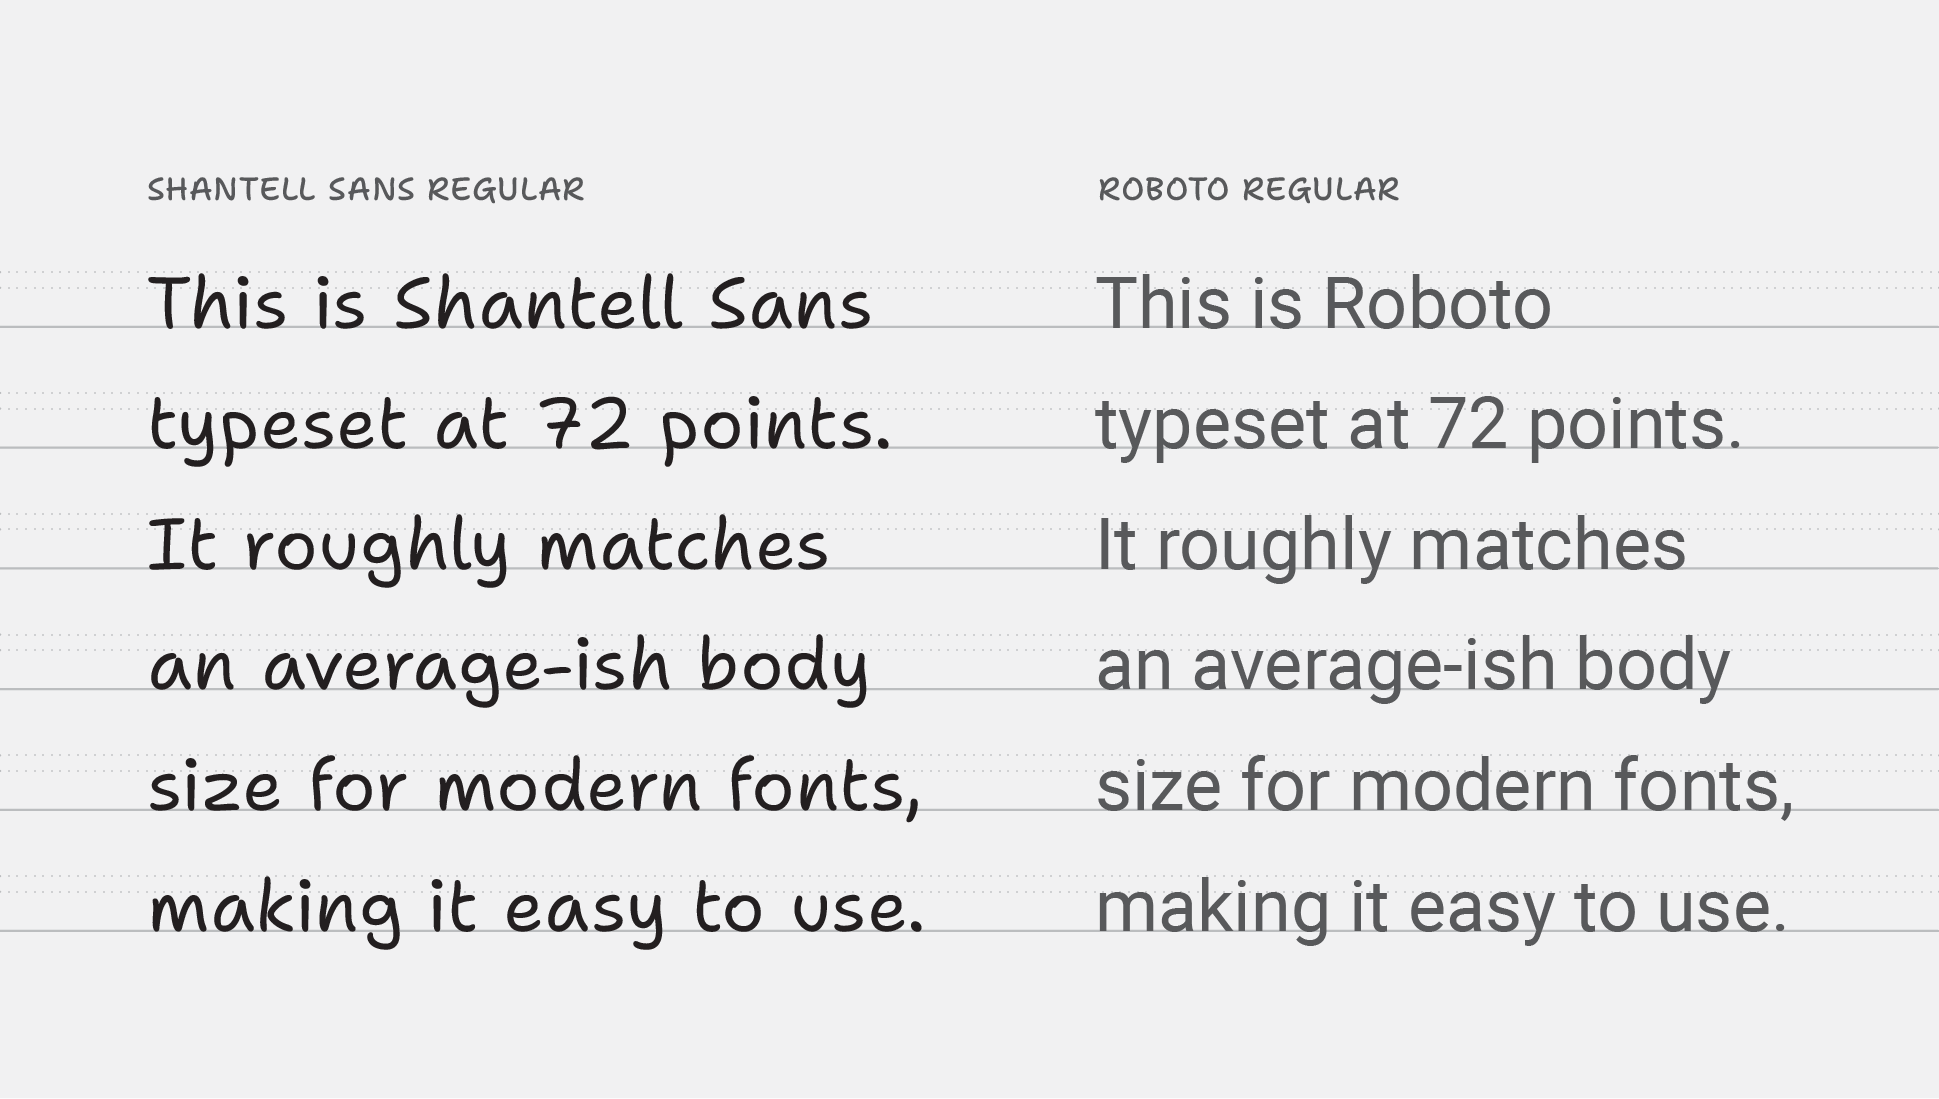 SHANTELL SANS REGULAR
This is Shantell Sans
typeset at 72 points.
It roughly matches
an average-ish body
size for modern fonts,
making it easy to use.
ROBOTO REGULAR
This is Roboto
typeset at 72 points.
It roughly matches
an average-ish body
size for modern fonts,
making it easy to use.